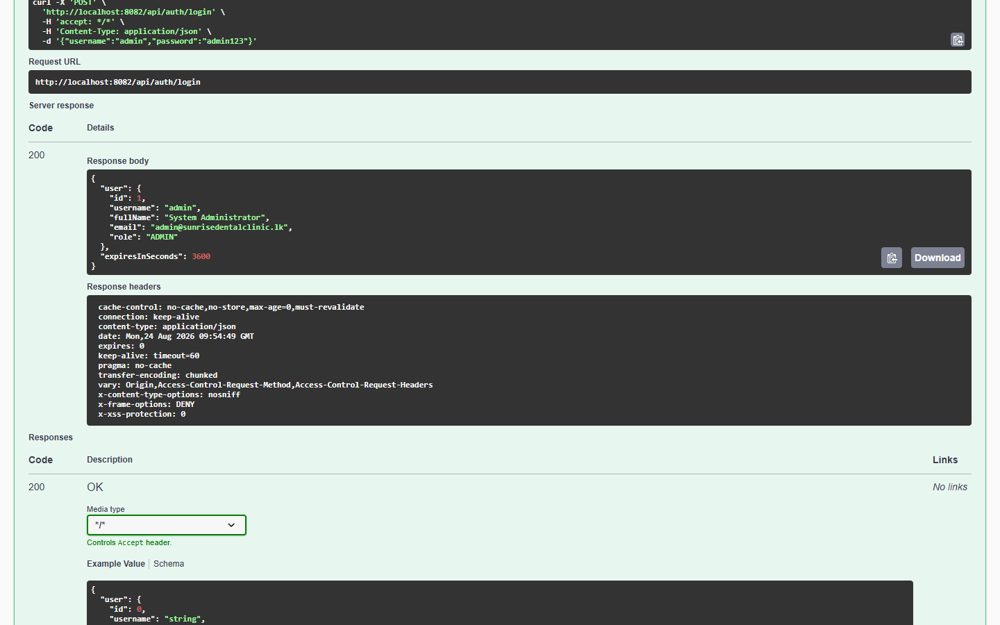 curl -X 'POST' \
  'http://localhost:8082/api/auth/login' \
  -H 'accept: */*' \
  -H 'Content-Type: application/json' \
  -d '{"username":"admin","password":"admin123"}'
Request URL
http://localhost:8082/api/auth/login
Server response
Code Details
200
Response body
{
  "user": {
    "id": 1,
    "username": "admin",
    "fullName": "System Administrator",
    "email": "admin@sunrisedentalclinic.lk",
    "role": "ADMIN"
  },
  "expiresInSeconds": 3600
}
Download
Response headers
cache-control: no-cache,no-store,max-age=0,must-revalidate
connection: keep-alive
content-type: application/json
date: Mon,24 Aug 2026 09:54:49 GMT
expires: 0
keep-alive: timeout=60
pragma: no-cache
transfer-encoding: chunked
vary: Origin,Access-Control-Request-Method,Access-Control-Request-Headers
x-content-type-options: nosniff
x-frame-options: DENY
x-xss-protection: 0
Responses
Code Description Links
200 OK No links
Media type
*/*
Controls Accept header.
Example Value Schema
{
  "user": {
    "id": 0,
    "username": "string",